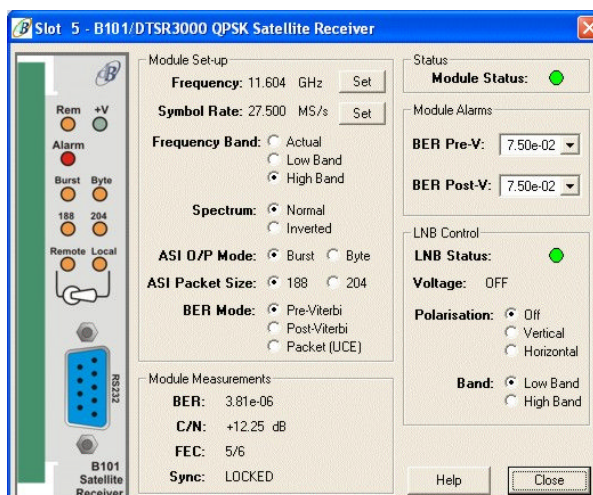 Slot 5 - B101/DTSR3000 QPSK Satellite Receiver
B
Rem +V
Alarm
Burst Byte
188 204
Remote Local
RS232
B101
Satellite
Receiver
Module Set-up
Frequency: 11.604 GHz Set
Symbol Rate: 27.500 MS/s Set
Frequency Band: Actual
Low Band
High Band
Spectrum: Normal
Inverted
ASI O/P Mode: Burst Byte
ASI Packet Size: 188 204
BER Mode: Pre-Viterbi
Post-Viterbi
Packet (UCE)
Module Measurements
BER: 3.81e-06
C/N: +12.25 dB
FEC: 5/6
Sync: LOCKED
Status
Module Status:
Module Alarms
BER Pre-V: 7.50e-02
BER Post-V: 7.50e-02
LNB Control
LNB Status:
Voltage: OFF
Polarisation: Off
Vertical
Horizontal
Band: Low Band
High Band
Help Close